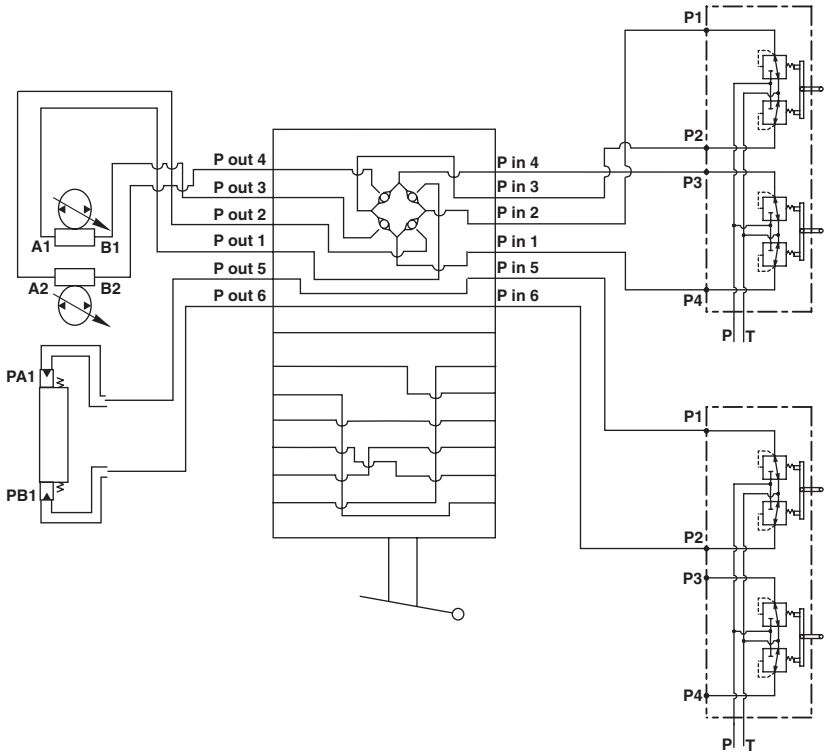 P1
P out 4
P in 4
P2
P out 3
P in 3
P3
P out 2
P in 2
A1 B1
P out 1
P in 1
A2 B2
P out 5
P in 5
P out 6
P in 6
P4
P T
PA1
PB1
P1
P2
P3
P4
P T